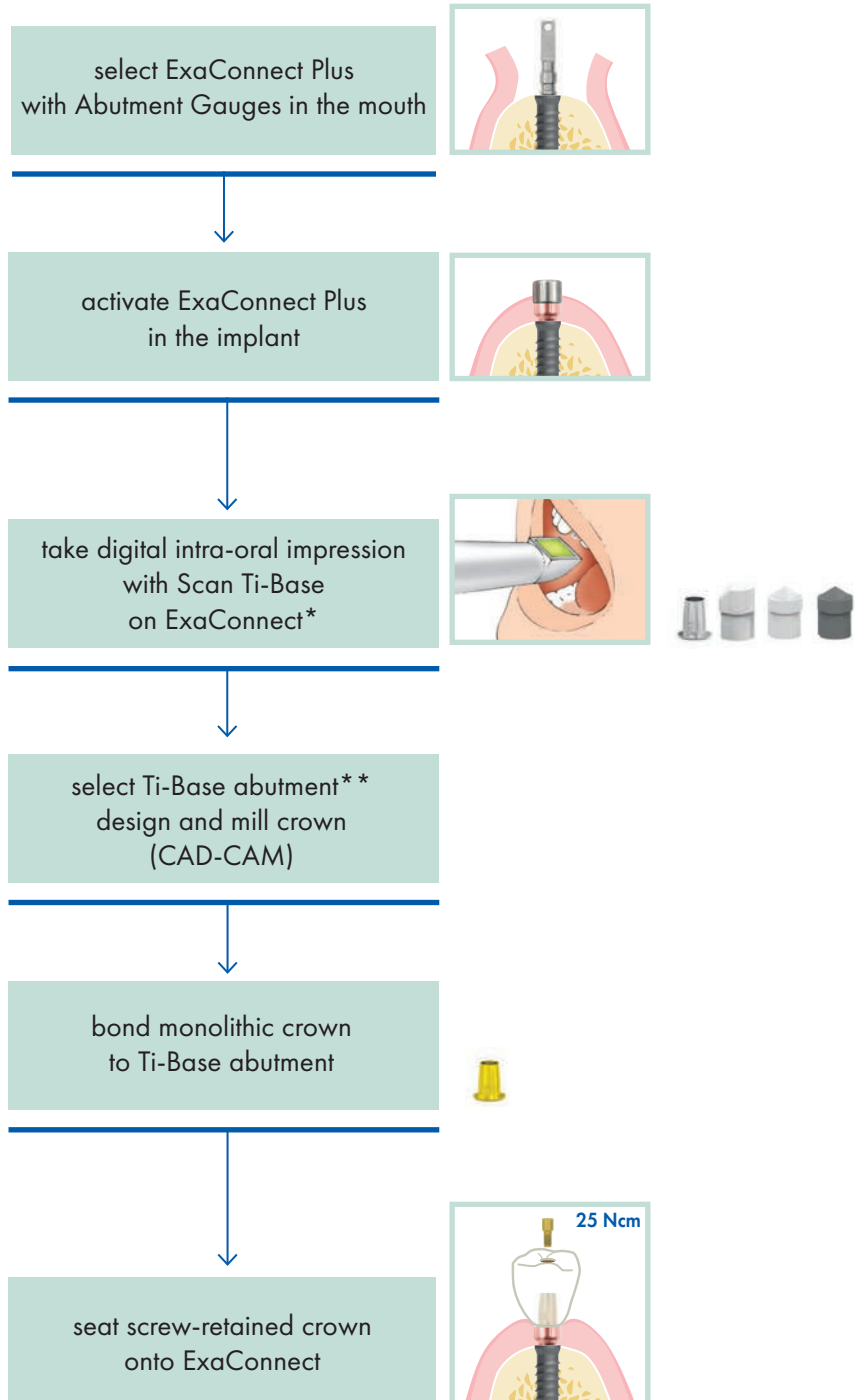 select ExaConnect Plus
with Abutment Gauges in the mouth
activate ExaConnect Plus
in the implant
take digital intra-oral impression
with Scan Ti-Base
on ExaConnect*
select Ti-Base abutment**
design and mill crown
(CAD-CAM)
bond monolithic crown
to Ti-Base abutment
25 Ncm
seat screw-retained crown
onto ExaConnect